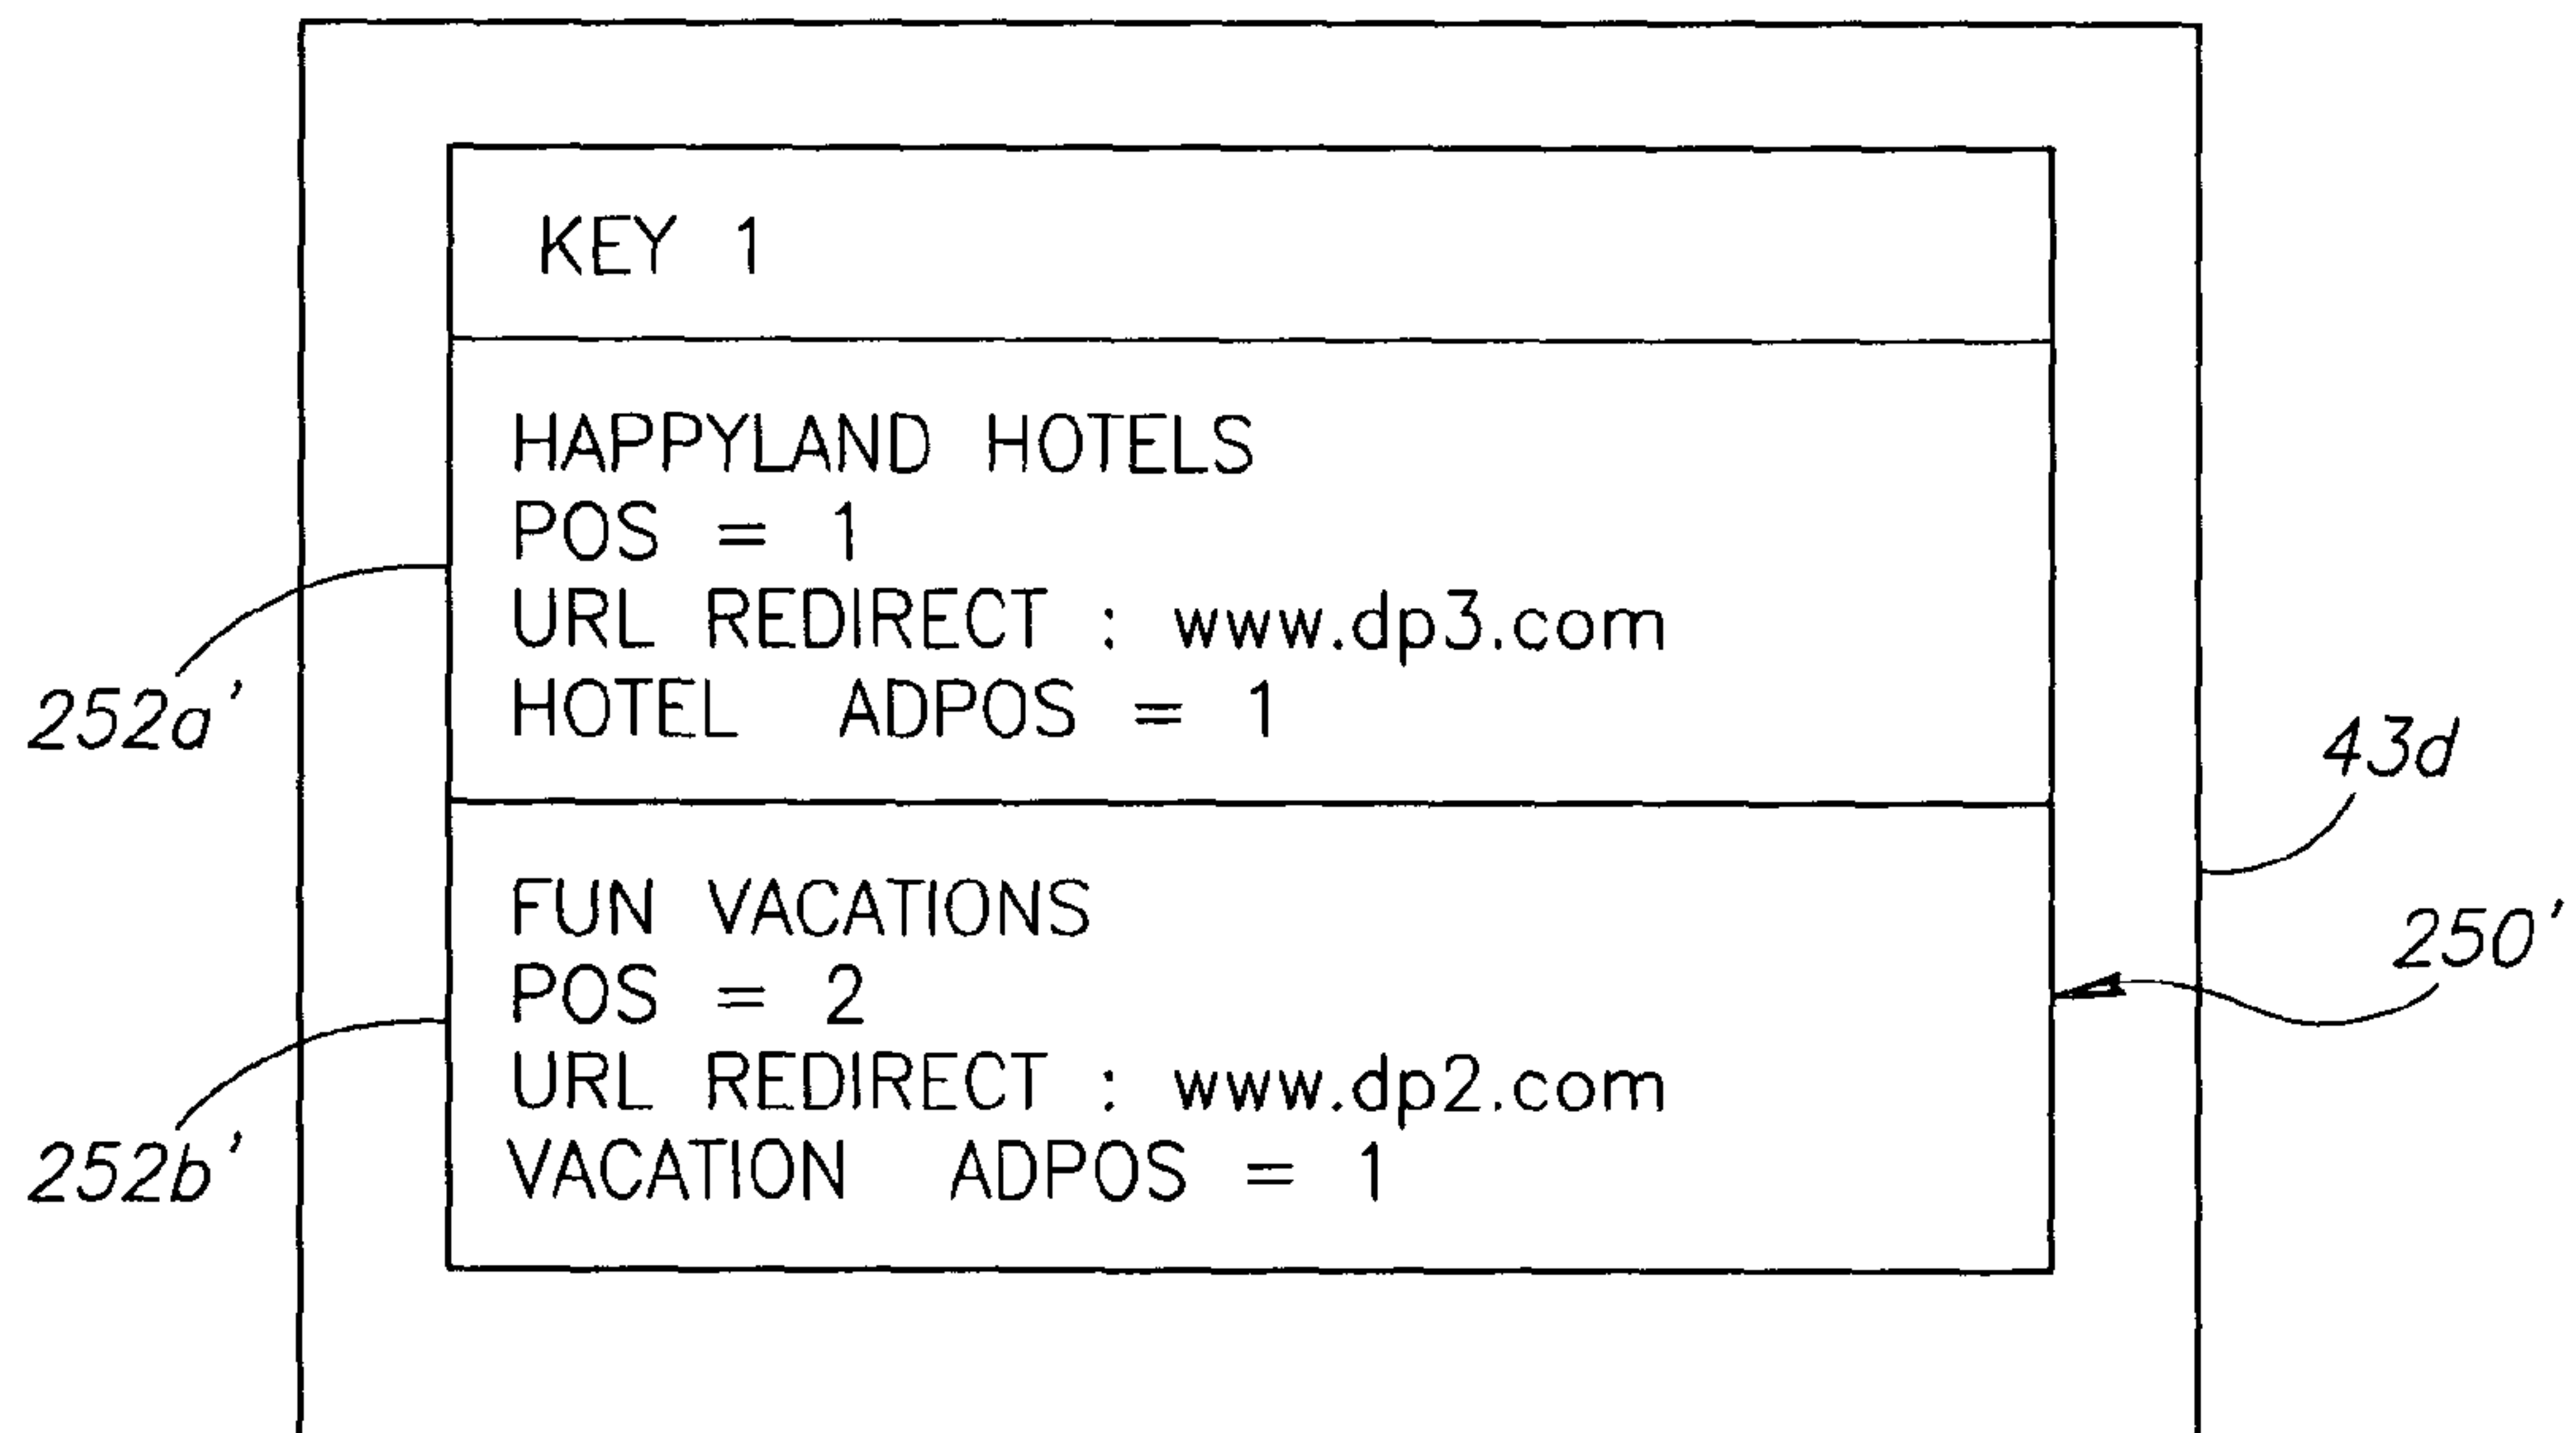 KEY 1
HAPPYLAND HOTELS
POS = 1
URL REDIRECT : www.dp3.com
HOTEL ADPOS = 1
252a'
43d
FUN VACATIONS
POS = 2
URL REDIRECT : www.dp2.com
VACATION ADPOS = 1
250'
252b'